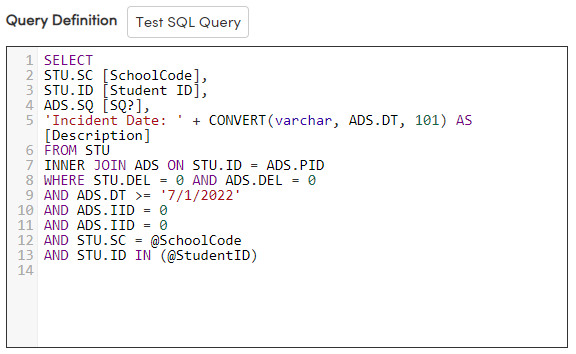 Query Definition Test SQL Query
1 SELECT
2 STU.SC [SchoolCode],
3 STU.ID [Student ID],
4 ADS.SQ [SQ?],
5 'Incident Date: ' + CONVERT(varchar, ADS.DT, 101) AS
[Description]
6 FROM STU
7 INNER JOIN ADS ON STU.ID = ADS.PID
8 WHERE STU.DEL = 0 AND ADS.DEL = 0
9 AND ADS.DT >= '7/1/2022'
10 AND ADS.IID = 0
11 AND ADS.IID = 0
12 AND STU.SC = @SchoolCode
13 AND STU.ID IN (@StudentID)
14